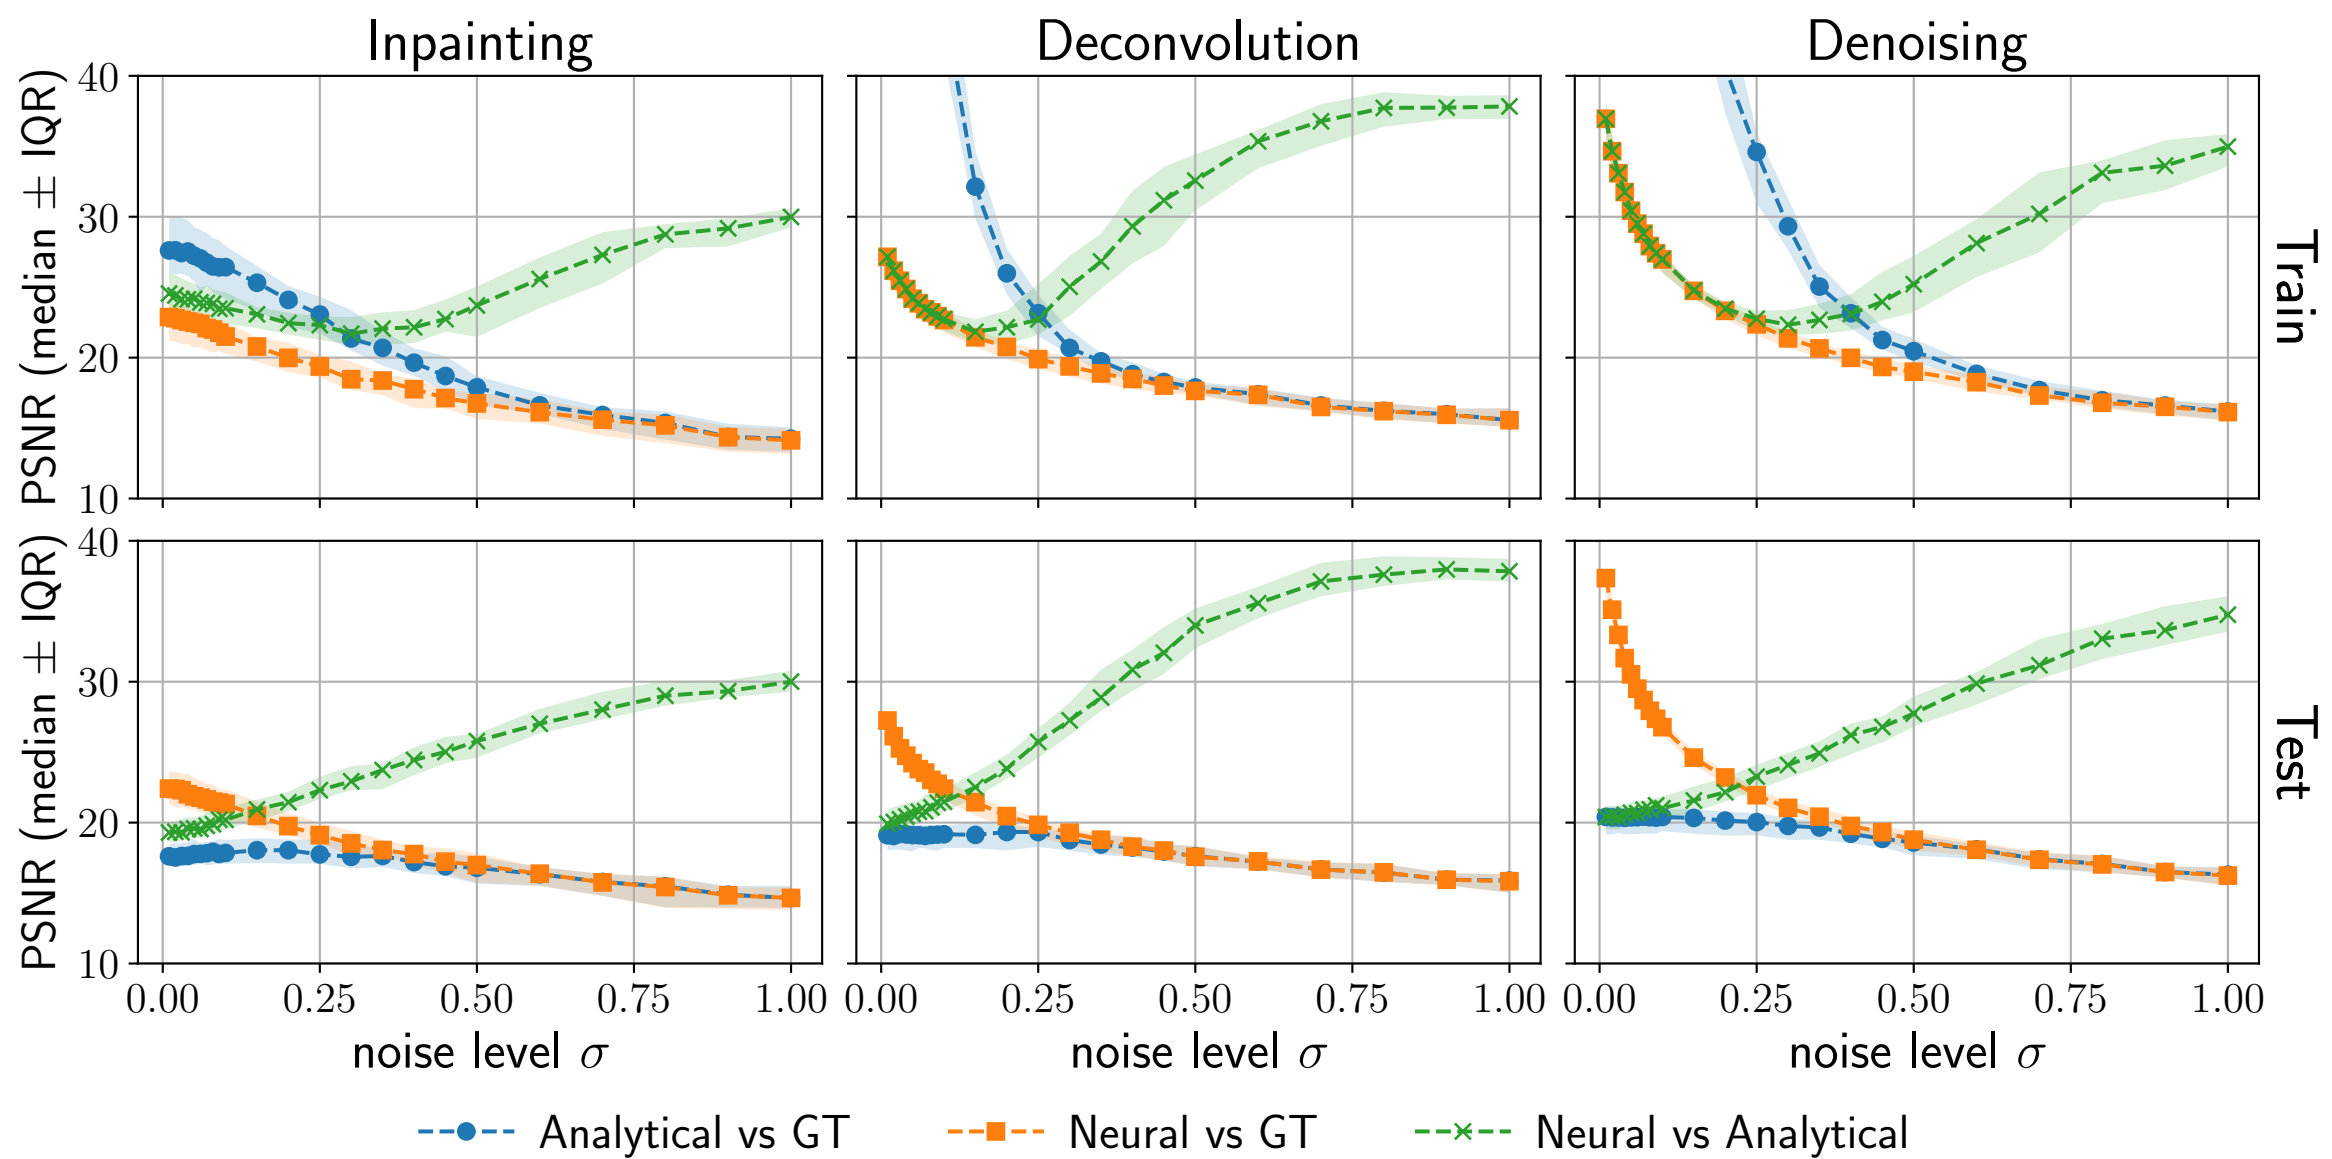 Inpainting Deconvolution Denoising
PSNR (median ± IQR)
40
30
20
10
Train
PSNR (median ± IQR)
40
30
20
10
Test
0.00 0.25 0.50 0.75 1.00 0.00 0.25 0.50 0.75 1.00 0.00 0.25 0.50 0.75 1.00
noise level σ noise level σ noise level σ
Analytical vs GT Neural vs GT Neural vs Analytical